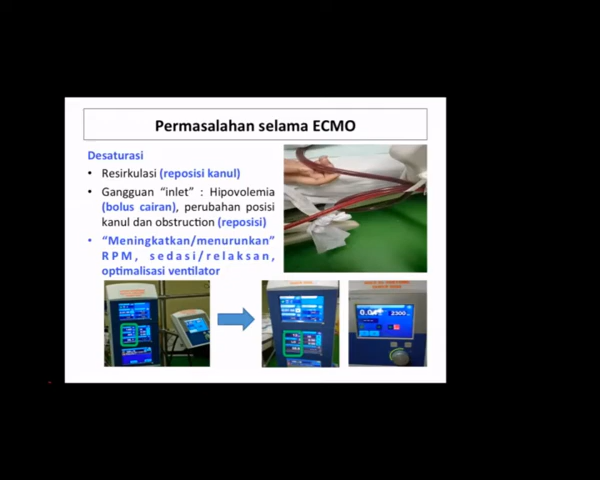 Permasalahan selama ECMO
Desaturasi
• Resirkulasi (reposisi kanul)
• Gangguan “inlet” : Hipovolemia
(bolus cairan), perubahan posisi
kanul dan obstruction (reposisi)
• “Meningkatkan/menurunkan”
RPM, sedasi/relaksan,
optimalisasi ventilator
2300